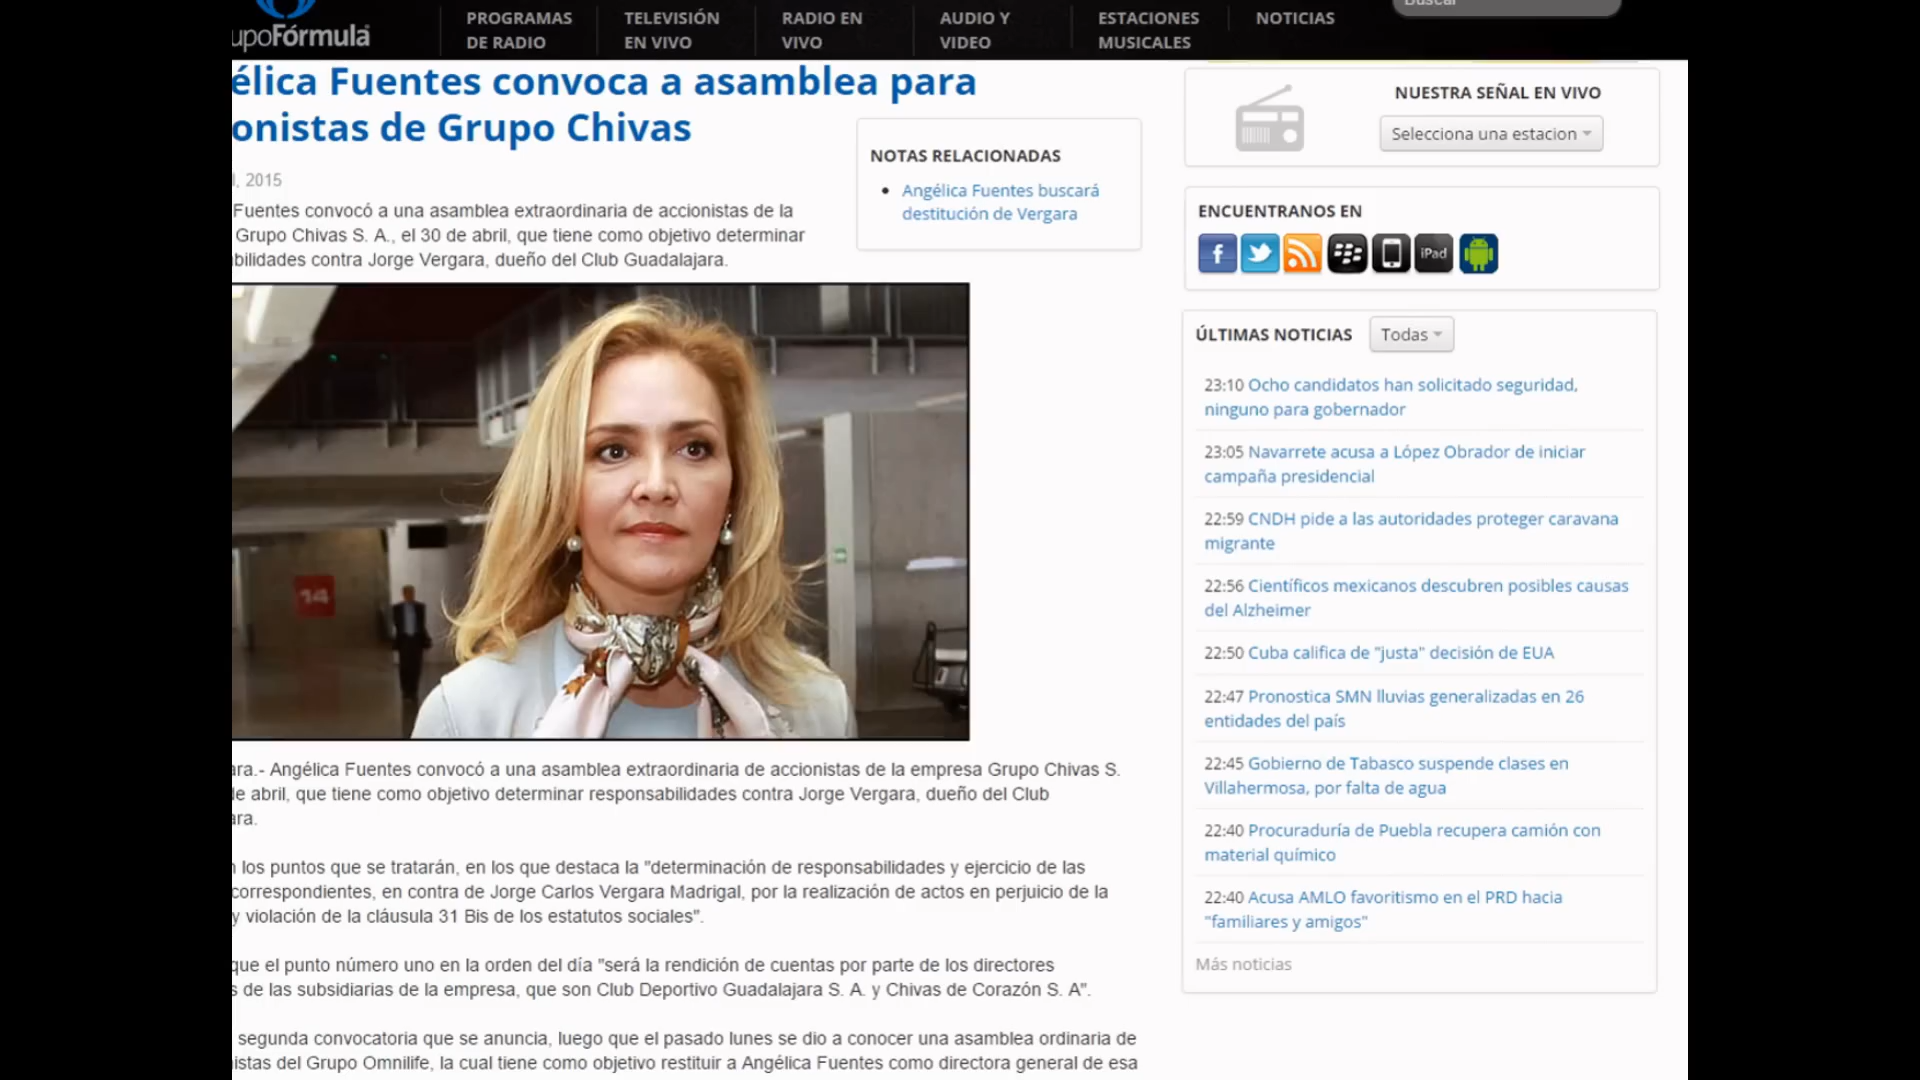 upoFórmula
PROGRAMAS
DE RADIO
TELEVISIÓN
EN VIVO
RADIO EN
VIVO
AUDIO Y
VIDEO
ESTACIONES
MUSICALES
NOTICIAS
Buscar
élica Fuentes convoca a asamblea para
onistas de Grupo Chivas
l, 2015
Fuentes convocó a una asamblea extraordinaria de accionistas de la
Grupo Chivas S. A., el 30 de abril, que tiene como objetivo determinar
bilidades contra Jorge Vergara, dueño del Club Guadalajara.
NOTAS RELACIONADAS
• Angélica Fuentes buscará
destitución de Vergara
14
ara.- Angélica Fuentes convocó a una asamblea extraordinaria de accionistas de la empresa Grupo Chivas S.
de abril, que tiene como objetivo determinar responsabilidades contra Jorge Vergara, dueño del Club
ara.
n los puntos que se tratarán, en los que destaca la "determinación de responsabilidades y ejercicio de las
correspondientes, en contra de Jorge Carlos Vergara Madrigal, por la realización de actos en perjuicio de la
y violación de la cláusula 31 Bis de los estatutos sociales".
que el punto número uno en la orden del día "será la rendición de cuentas por parte de los directores
s de las subsidiarias de la empresa, que son Club Deportivo Guadalajara S. A. y Chivas de Corazón S. A".
segunda convocatoria que se anuncia, luego que el pasado lunes se dio a conocer una asamblea ordinaria de
nistas del Grupo Omnilife, la cual tiene como objetivo restituir a Angélica Fuentes como directora general de esa
NUESTRA SEÑAL EN VIVO
Selecciona una estacion
ENCUENTRANOS EN
iPad
ÚLTIMAS NOTICIAS Todas
23:10 Ocho candidatos han solicitado seguridad,
ninguno para gobernador
23:05 Navarrete acusa a López Obrador de iniciar
campaña presidencial
22:59 CNDH pide a las autoridades proteger caravana
migrante
22:56 Científicos mexicanos descubren posibles causas
del Alzheimer
22:50 Cuba califica de "justa" decisión de EUA
22:47 Pronostica SMN lluvias generalizadas en 26
entidades del país
22:45 Gobierno de Tabasco suspende clases en
Villahermosa, por falta de agua
22:40 Procuraduría de Puebla recupera camión con
material químico
22:40 Acusa AMLO favoritismo en el PRD hacia
"familiares y amigos"
Más noticias